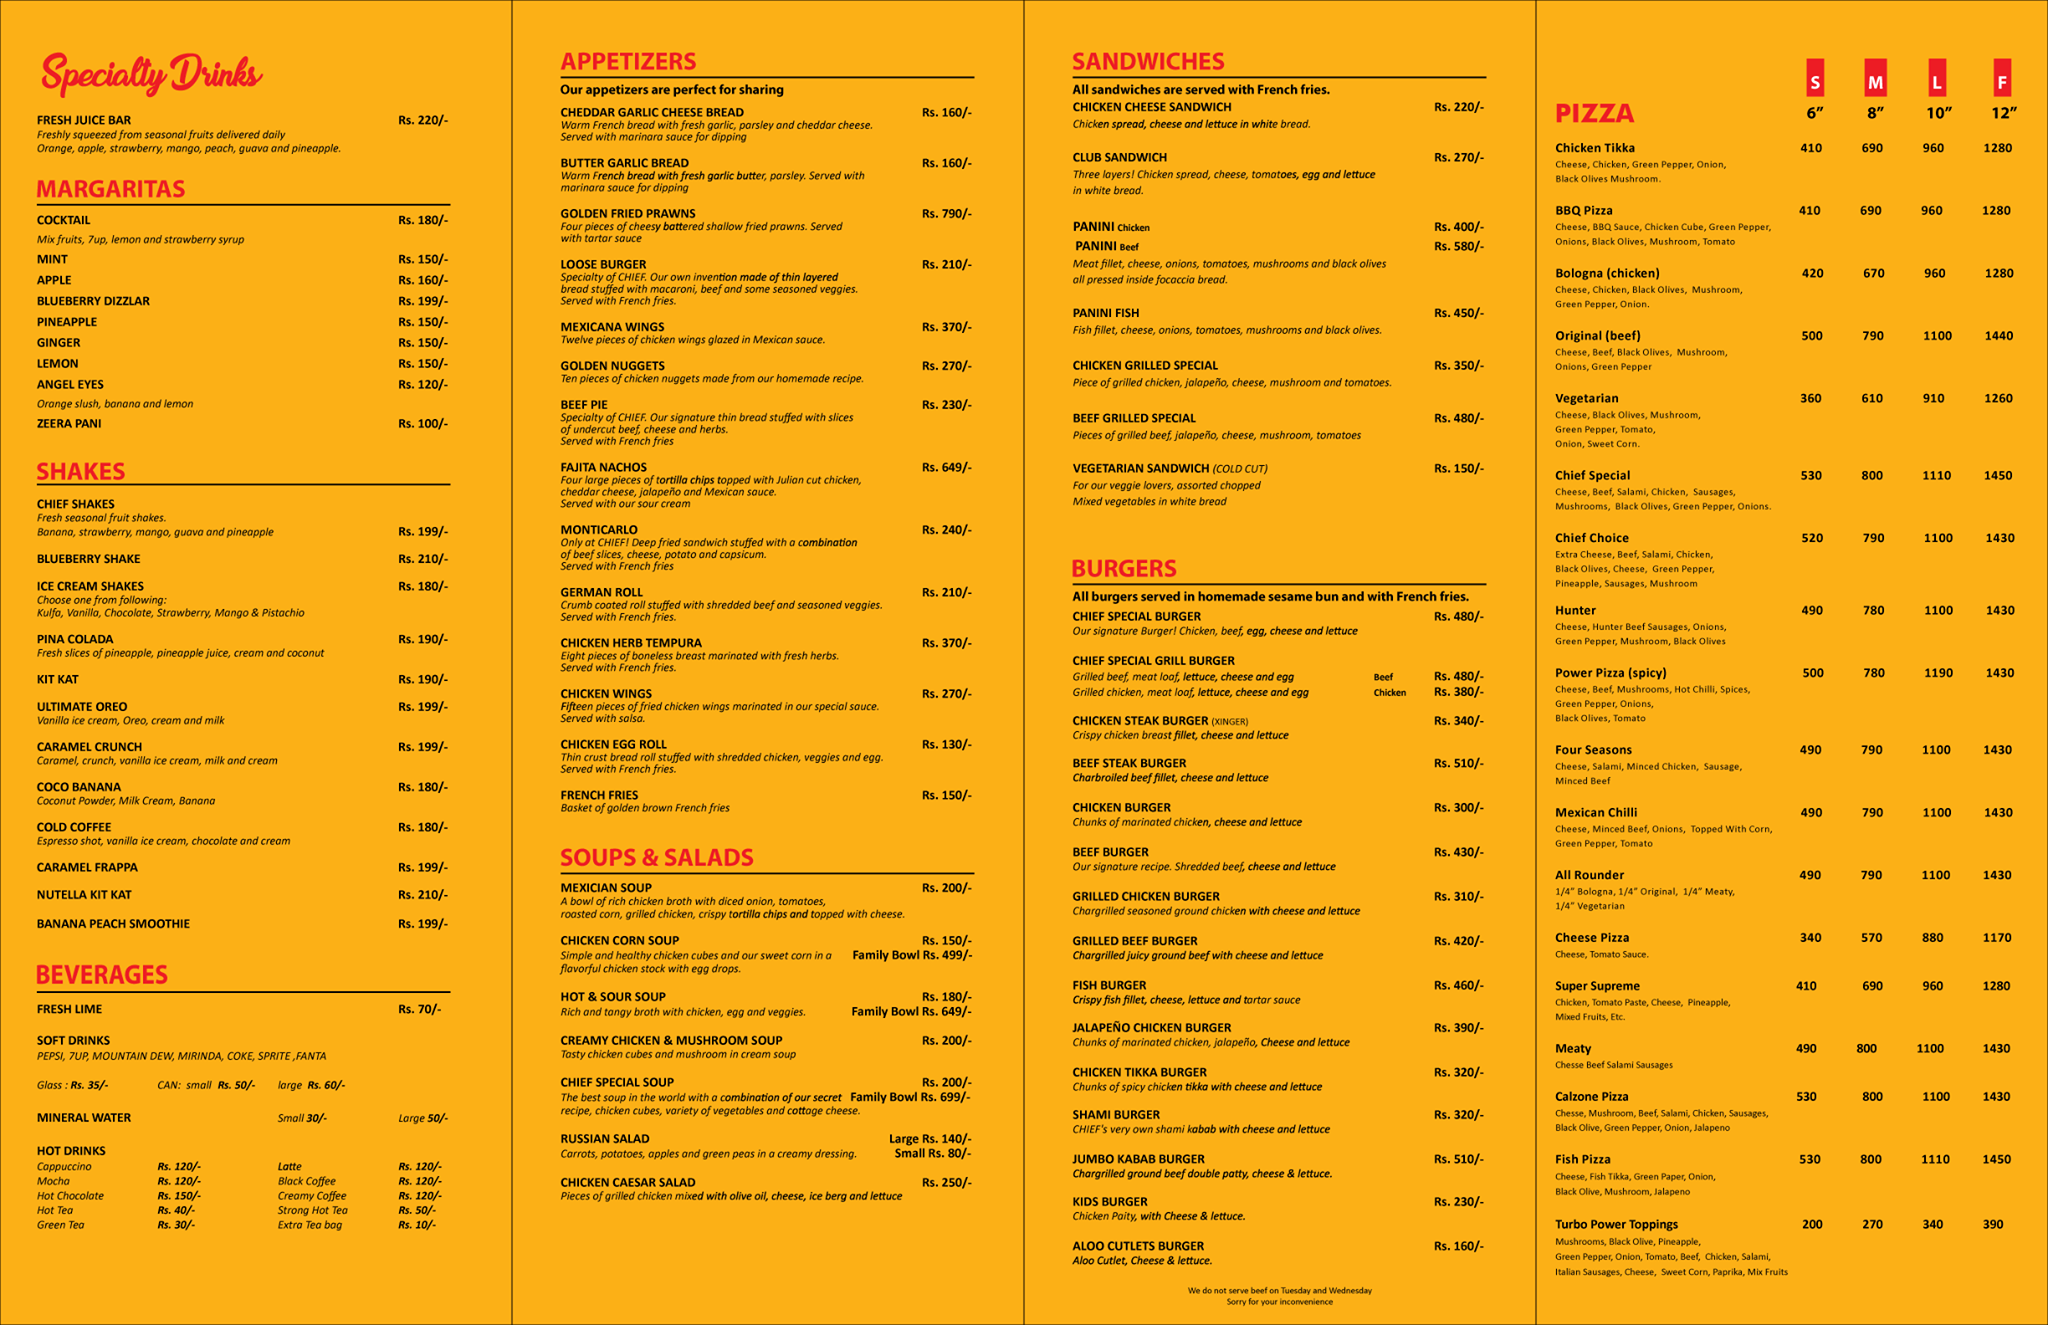 Specialty Drinks
FRESH JUICE BAR Rs. 220/-
Freshly squeezed from seasonal fruits delivered daily
Orange, apple, strawberry, mango, peach, guava and pineapple.
MARGARITAS
COCKTAIL Rs. 180/-
Mix fruits, 7up, lemon and strawberry syrup
MINT Rs. 150/-
APPLE Rs. 160/-
BLUEBERRY DIZZLAR Rs. 199/-
PINEAPPLE Rs. 150/-
GINGER Rs. 150/-
LEMON Rs. 150/-
ANGEL EYES Rs. 120/-
Orange slush, banana and lemon
ZEERA PANI Rs. 100/-
SHAKES
CHIEF SHAKES
Fresh seasonal fruit shakes.
Banana, strawberry, mango, guava and pineapple Rs. 199/-
BLUEBERRY SHAKE Rs. 210/-
ICE CREAM SHAKES Rs. 180/-
Choose one from following:
Kulfa, Vanilla, Chocolate, Strawberry, Mango & Pistachio
PINA COLADA Rs. 190/-
Fresh slices of pineapple, pineapple juice, cream and coconut
KIT KAT Rs. 190/-
ULTIMATE OREO Rs. 199/-
Vanilla ice cream, Oreo, cream and milk
CARAMEL CRUNCH Rs. 199/-
Caramel, crunch, vanilla ice cream, milk and cream
COCO BANANA Rs. 180/-
Coconut Powder, Milk Cream, Banana
COLD COFFEE Rs. 180/-
Espresso shot, vanilla ice cream, chocolate and cream
CARAMEL FRAPPA Rs. 199/-
NUTELLA KIT KAT Rs. 210/-
BANANA PEACH SMOOTHIE Rs. 199/-
BEVERAGES
FRESH LIME Rs. 70/-
SOFT DRINKS
PEPSI, 7UP, MOUNTAIN DEW, MIRINDA, COKE, SPRITE ,FANTA
Glass : Rs. 35/- CAN: small Rs. 50/- large Rs. 60/-
MINERAL WATER Small 30/- Large 50/-
HOT DRINKS
Cappuccino Rs. 120/- Latte Rs. 120/-
Mocha Rs. 120/- Black Coffee Rs. 120/-
Hot Chocolate Rs. 150/- Creamy Coffee Rs. 120/-
Hot Tea Rs. 40/- Strong Hot Tea Rs. 50/-
Green Tea Rs. 30/- Extra Tea bag Rs. 10/-
APPETIZERS
Our appetizers are perfect for sharing
CHEDDAR GARLIC CHEESE BREAD Rs. 160/-
Warm French bread with fresh garlic, parsley and cheddar cheese.
Served with marinara sauce for dipping
BUTTER GARLIC BREAD Rs. 160/-
Warm French bread with fresh garlic butter, parsley. Served with
marinara sauce for dipping
GOLDEN FRIED PRAWNS Rs. 790/-
Four pieces of cheesy battered shallow fried prawns. Served
with tartar sauce
LOOSE BURGER Rs. 210/-
Specialty of CHIEF. Our own invention made of thin layered
bread stuffed with macaroni, beef and some seasoned veggies.
Served with French fries.
MEXICANA WINGS Rs. 370/-
Twelve pieces of chicken wings glazed in Mexican sauce.
GOLDEN NUGGETS Rs. 270/-
Ten pieces of chicken nuggets made from our homemade recipe.
BEEF PIE Rs. 230/-
Specialty of CHIEF. Our signature thin bread stuffed with slices
of undercut beef, cheese and herbs.
Served with French fries
FAJITA NACHOS Rs. 649/-
Four large pieces of tortilla chips topped with Julian cut chicken,
cheddar cheese, jalapeño and Mexican sauce.
Served with our sour cream
MONTICARLO Rs. 240/-
Only at CHIEF! Deep fried sandwich stuffed with a combination
of beef slices, cheese, potato and capsicum.
Served with French fries
GERMAN ROLL Rs. 210/-
Crumb coated roll stuffed with shredded beef and seasoned veggies.
Served with French fries.
CHICKEN HERB TEMPURA Rs. 370/-
Eight pieces of boneless breast marinated with fresh herbs.
Served with French fries.
CHICKEN WINGS Rs. 270/-
Fifteen pieces of fried chicken wings marinated in our special sauce.
Served with salsa.
CHICKEN EGG ROLL Rs. 130/-
Thin crust bread roll stuffed with shredded chicken, veggies and egg.
Served with French fries.
FRENCH FRIES Rs. 150/-
Basket of golden brown French fries
SOUPS & SALADS
MEXICIAN SOUP Rs. 200/-
A bowl of rich chicken broth with diced onion, tomatoes,
roasted corn, grilled chicken, crispy tortilla chips and topped with cheese.
CHICKEN CORN SOUP Rs. 150/-
Simple and healthy chicken cubes and our sweet corn in a Family Bowl Rs. 499/-
flavorful chicken stock with egg drops.
HOT & SOUR SOUP Rs. 180/-
Rich and tangy broth with chicken, egg and veggies. Family Bowl Rs. 649/-
CREAMY CHICKEN & MUSHROOM SOUP Rs. 200/-
Tasty chicken cubes and mushroom in cream soup
CHIEF SPECIAL SOUP Rs. 200/-
The best soup in the world with a combination of our secret Family Bowl Rs. 699/-
recipe, chicken cubes, variety of vegetables and cottage cheese.
RUSSIAN SALAD Large Rs. 140/-
Carrots, potatoes, apples and green peas in a creamy dressing. Small Rs. 80/-
CHICKEN CAESAR SALAD Rs. 250/-
Pieces of grilled chicken mixed with olive oil, cheese, ice berg and lettuce
SANDWICHES
All sandwiches are served with French fries.
CHICKEN CHEESE SANDWICH Rs. 220/-
Chicken spread, cheese and lettuce in white bread.
CLUB SANDWICH Rs. 270/-
Three layers! Chicken spread, cheese, tomatoes, egg and lettuce
in white bread.
PANINI Chicken Rs. 400/-
PANINI Beef Rs. 580/-
Meat fillet, cheese, onions, tomatoes, mushrooms and black olives
all pressed inside focaccia bread.
PANINI FISH Rs. 450/-
Fish fillet, cheese, onions, tomatoes, mushrooms and black olives.
CHICKEN GRILLED SPECIAL Rs. 350/-
Piece of grilled chicken, jalapeño, cheese, mushroom and tomatoes.
BEEF GRILLED SPECIAL Rs. 480/-
Pieces of grilled beef, jalapeño, cheese, mushroom, tomatoes
VEGETARIAN SANDWICH (COLD CUT) Rs. 150/-
For our veggie lovers, assorted chopped
Mixed vegetables in white bread
BURGERS
All burgers served in homemade sesame bun and with French fries.
CHIEF SPECIAL BURGER Rs. 480/-
Our signature Burger! Chicken, beef, egg, cheese and lettuce
CHIEF SPECIAL GRILL BURGER
Grilled beef, meat loaf, lettuce, cheese and egg Beef Rs. 480/-
Grilled chicken, meat loaf, lettuce, cheese and egg Chicken Rs. 380/-
CHICKEN STEAK BURGER (XINGER) Rs. 340/-
Crispy chicken breast fillet, cheese and lettuce
BEEF STEAK BURGER Rs. 510/-
Charbroiled beef fillet, cheese and lettuce
CHICKEN BURGER Rs. 300/-
Chunks of marinated chicken, cheese and lettuce
BEEF BURGER Rs. 430/-
Our signature recipe. Shredded beef, cheese and lettuce
GRILLED CHICKEN BURGER Rs. 310/-
Chargrilled seasoned ground chicken with cheese and lettuce
GRILLED BEEF BURGER Rs. 420/-
Chargrilled juicy ground beef with cheese and lettuce
FISH BURGER Rs. 460/-
Crispy fish fillet, cheese, lettuce and tartar sauce
JALAPEÑO CHICKEN BURGER Rs. 390/-
Chunks of marinated chicken, jalapeño, Cheese and lettuce
CHICKEN TIKKA BURGER Rs. 320/-
Chunks of spicy chicken tikka with cheese and lettuce
SHAMI BURGER Rs. 320/-
CHIEF's very own shami kabab with cheese and lettuce
JUMBO KABAB BURGER Rs. 510/-
Chargrilled ground beef double patty, cheese & lettuce.
KIDS BURGER Rs. 230/-
Chicken Paity, with Cheese & lettuce.
ALOO CUTLETS BURGER Rs. 160/-
Aloo Cutlet, Cheese & lettuce.
We do not serve beef on Tuesday and Wednesday
Sorry for your inconvenience
S M L F
PIZZA 6” 8” 10” 12”
Chicken Tikka 410 690 960 1280
Cheese, Chicken, Green Pepper, Onion,
Black Olives Mushroom.
BBQ Pizza 410 690 960 1280
Cheese, BBQ Sauce, Chicken Cube, Green Pepper,
Onions, Black Olives, Mushroom, Tomato
Bologna (chicken) 420 670 960 1280
Cheese, Chicken, Black Olives, Mushroom,
Green Pepper, Onion.
Original (beef) 500 790 1100 1440
Cheese, Beef, Black Olives, Mushroom,
Onions, Green Pepper
Vegetarian 360 610 910 1260
Cheese, Black Olives, Mushroom,
Green Pepper, Tomato,
Onion, Sweet Corn.
Chief Special 530 800 1110 1450
Cheese, Beef, Salami, Chicken, Sausages,
Mushrooms, Black Olives, Green Pepper, Onions.
Chief Choice 520 790 1100 1430
Extra Cheese, Beef, Salami, Chicken,
Black Olives, Cheese, Green Pepper,
Pineapple, Sausages, Mushroom
Hunter 490 780 1100 1430
Cheese, Hunter Beef Sausages, Onions,
Green Pepper, Mushroom, Black Olives
Power Pizza (spicy) 500 780 1190 1430
Cheese, Beef, Mushrooms, Hot Chilli, Spices,
Green Pepper, Onions,
Black Olives, Tomato
Four Seasons 490 790 1100 1430
Cheese, Salami, Minced Chicken, Sausage,
Minced Beef
Mexican Chilli 490 790 1100 1430
Cheese, Minced Beef, Onions, Topped With Corn,
Green Pepper, Tomato
All Rounder 490 790 1100 1430
1/4” Bologna, 1/4” Original, 1/4” Meaty,
1/4” Vegetarian
Cheese Pizza 340 570 880 1170
Cheese, Tomato Sauce.
Super Supreme 410 690 960 1280
Chicken, Tomato Paste, Cheese, Pineapple,
Mixed Fruits, Etc.
Meaty 490 800 1100 1430
Chesse Beef Salami Sausages
Calzone Pizza 530 800 1100 1430
Chesse, Mushroom, Beef, Salami, Chicken, Sausages,
Black Olive, Green Pepper, Onion, Jalapeno
Fish Pizza 530 800 1110 1450
Cheese, Fish Tikka, Green Paper, Onion,
Black Olive, Mushroom, Jalapeno
Turbo Power Toppings 200 270 340 390
Mushrooms, Black Olive, Pineapple,
Green Pepper, Onion, Tomato, Beef, Chicken, Salami,
Italian Sausages, Cheese, Sweet Corn, Paprika, Mix Fruits